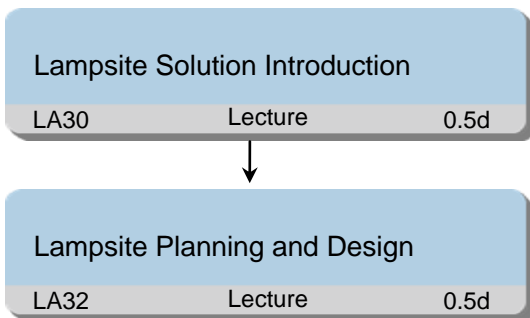 Lampsite Solution Introduction
LA30 Lecture 0.5d
Lampsite Planning and Design
LA32 Lecture 0.5d